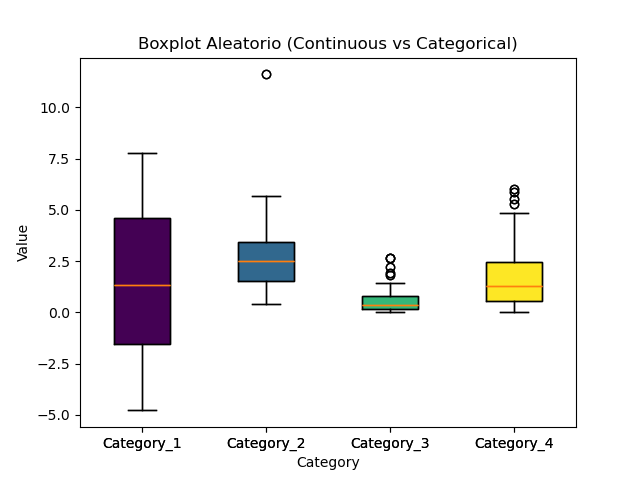 Boxplot Aleatorio (Continuous vs Categorical)
Value
10.0
7.5
5.0
2.5
0.0
−2.5
−5.0
Category_1 Category_2 Category_3 Category_4
Category